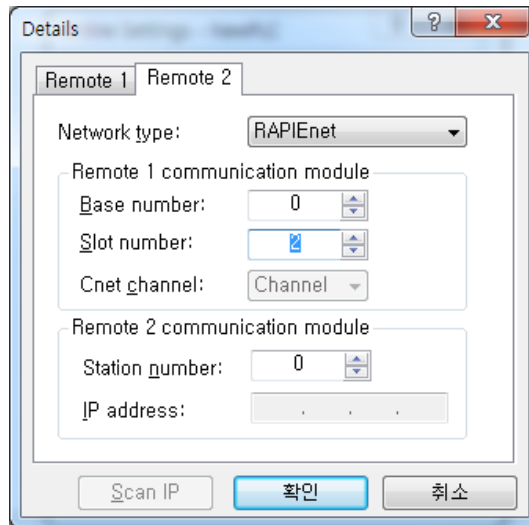 Details
Remote 1 Remote 2
Network type: RAPIEnet
Remote 1 communication module
Base number: 0
Slot number: 2
Cnet channel: Channel
Remote 2 communication module
Station number: 0
IP address: . . .
Scan IP 확인 취소